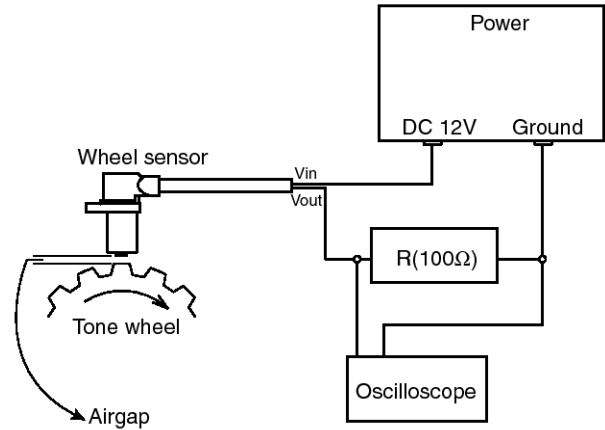 Power
DC 12V Ground
Wheel sensor
Vin
Vout
R(100Ω)
Tone wheel
Oscilloscope
Airgap